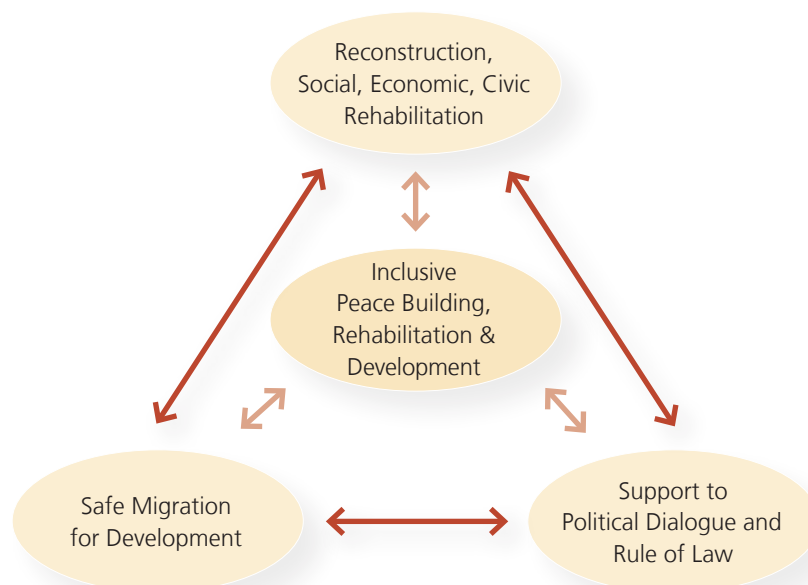 Reconstruction,
Social, Economic, Civic
Rehabilitation
Inclusive
Peace Building,
Rehabilitation &
Development
Safe Migration
for Development
Support to
Political Dialogue and
Rule of Law